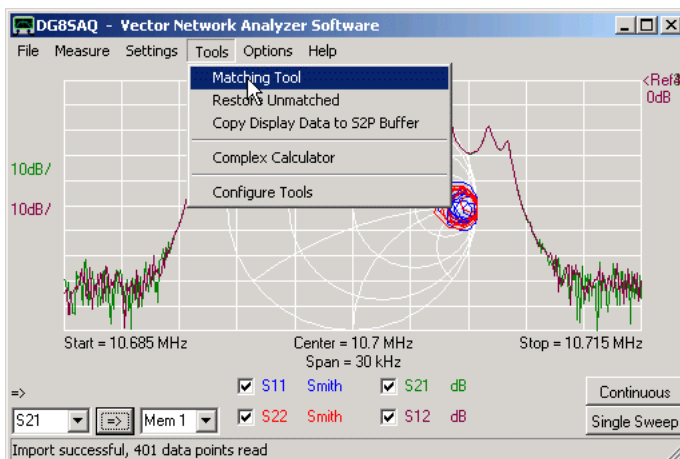 DG8SAQ - Vector Network Analyzer Software
File Measure Settings Tools Options Help
Matching Tool
Restore Unmatched
Copy Display Data to S2P Buffer
Complex Calculator
Configure Tools
0dB
10dB/
10dB/
Start = 10.685 MHz
Center = 10.7 MHz
Stop = 10.715 MHz
Span = 30 kHz
=>
S11 Smith S21 dB
Continuous
S21 => Mem 1
S22 Smith S12 dB
Single Sweep
Import successful, 401 data points read